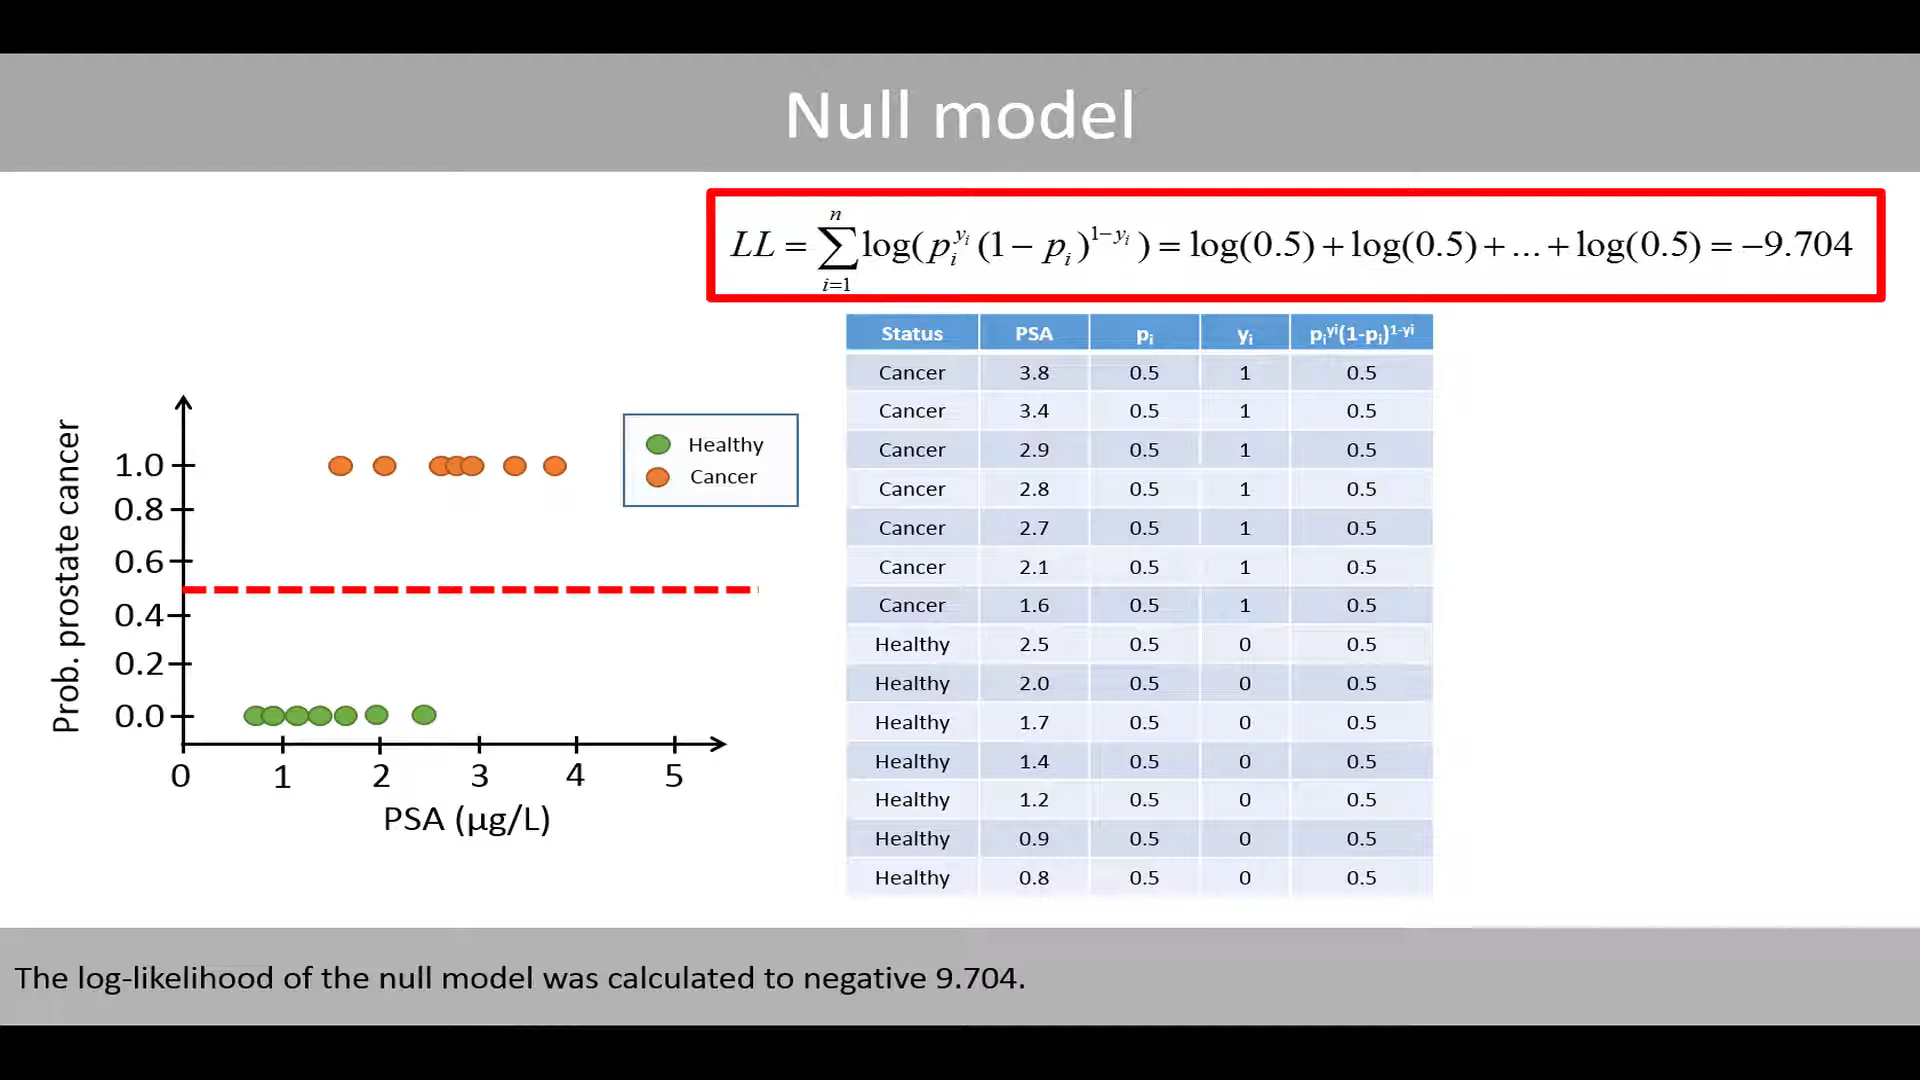 Null model
LL = \sum_{i=1}^{n} log( p_i^{y_i} (1 − p_i)^{1−y_i} ) = log(0.5) + log(0.5) + ... + log(0.5) = −9.704
Prob. prostate cancer
1.0
0.8
0.6
0.4
0.2
0.0
0 1 2 3 4 5
PSA (µg/L)
Healthy
Cancer
Status PSA p_i y_i p_i^{yi}(1-p_i)^{1-yi}
Cancer 3.8 0.5 1 0.5
Cancer 3.4 0.5 1 0.5
Cancer 2.9 0.5 1 0.5
Cancer 2.8 0.5 1 0.5
Cancer 2.7 0.5 1 0.5
Cancer 2.1 0.5 1 0.5
Cancer 1.6 0.5 1 0.5
Healthy 2.5 0.5 0 0.5
Healthy 2.0 0.5 0 0.5
Healthy 1.7 0.5 0 0.5
Healthy 1.4 0.5 0 0.5
Healthy 1.2 0.5 0 0.5
Healthy 0.9 0.5 0 0.5
Healthy 0.8 0.5 0 0.5
The log-likelihood of the null model was calculated to negative 9.704.